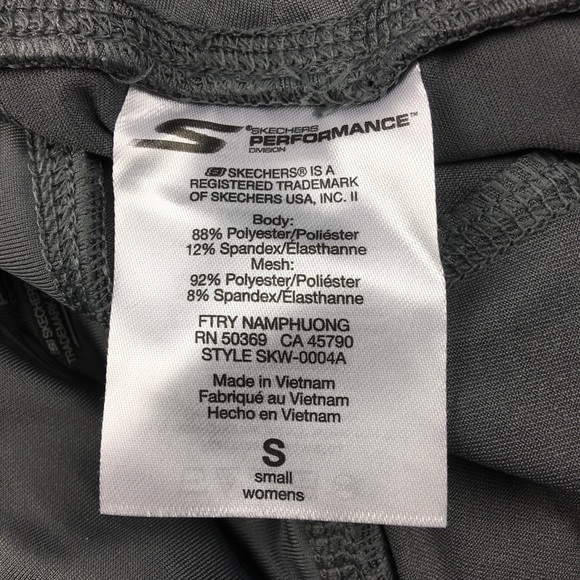 ®SKECHERS
PERFORMANCE™
DIVISION
SKECHERS® IS A
REGISTERED TRADEMARK
OF SKECHERS USA, INC. II
Body:
88% Polyester/Poliéster
12% Spandex/Élasthanne
Mesh:
92% Polyester/Poliéster
8% Spandex/Élasthanne
FTRY NAMPHUONG
RN 50369 CA 45790
STYLE SKW-0004A
Made in Vietnam
Fabriqué au Vietnam
Hecho en Vietnam
S
small
womens